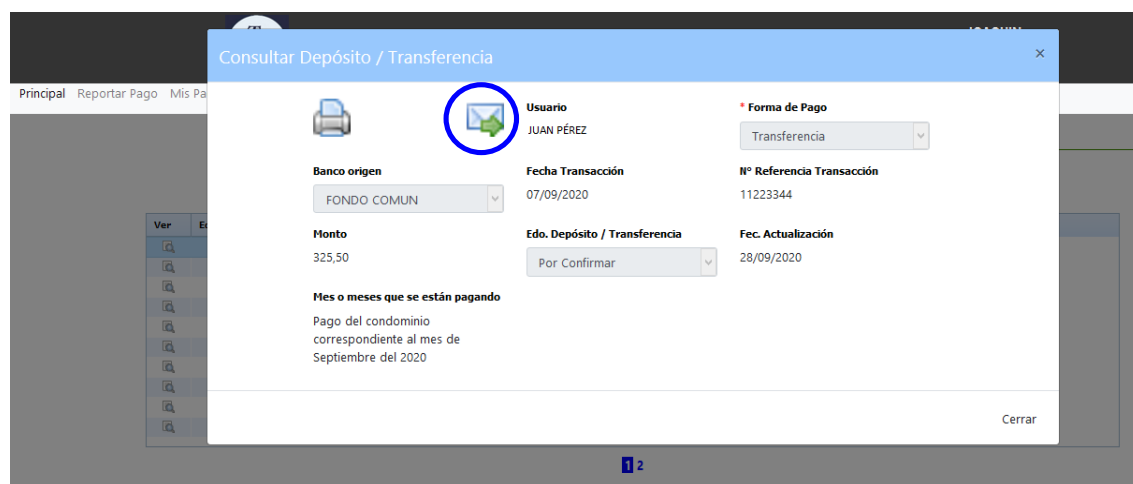 Consultar Depósito / Transferencia
×
Principal Reportar Pago Mis Pa
Usuario
JUAN PÉREZ
* Forma de Pago
Transferencia
Banco origen
FONDO COMUN
Fecha Transacción
07/09/2020
Nº Referencia Transacción
11223344
Ver
Monto
325,50
Edo. Depósito / Transferencia
Por Confirmar
Fec. Actualización
28/09/2020
Mes o meses que se están pagando
Pago del condominio
correspondiente al mes de
Septiembre del 2020
Cerrar
1 2